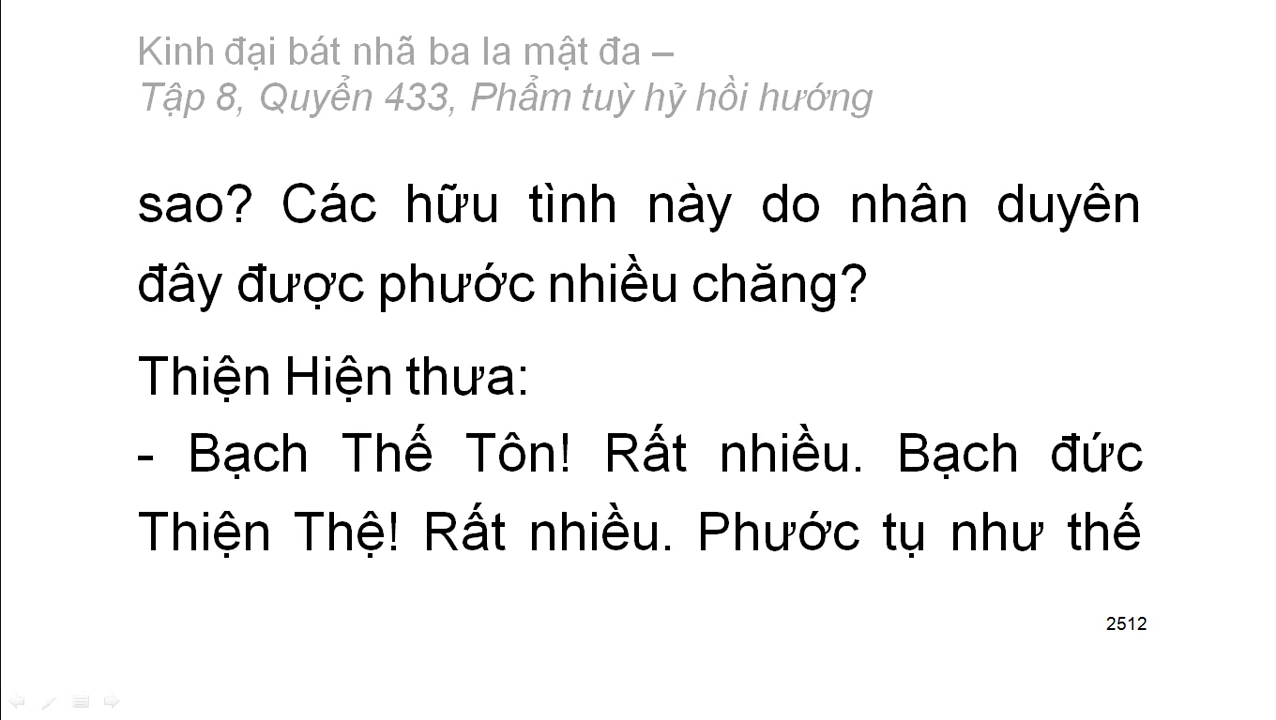 Kinh đại bát nhã ba la mật đa –
Tập 8, Quyển 433, Phẩm tuỳ hỷ hồi hướng
sao? Các hữu tình này do nhân duyên
đây được phước nhiều chăng?
Thiện Hiện thưa:
- Bạch Thế Tôn! Rất nhiều. Bạch đức
Thiện Thệ! Rất nhiều. Phước tụ như thế
2512